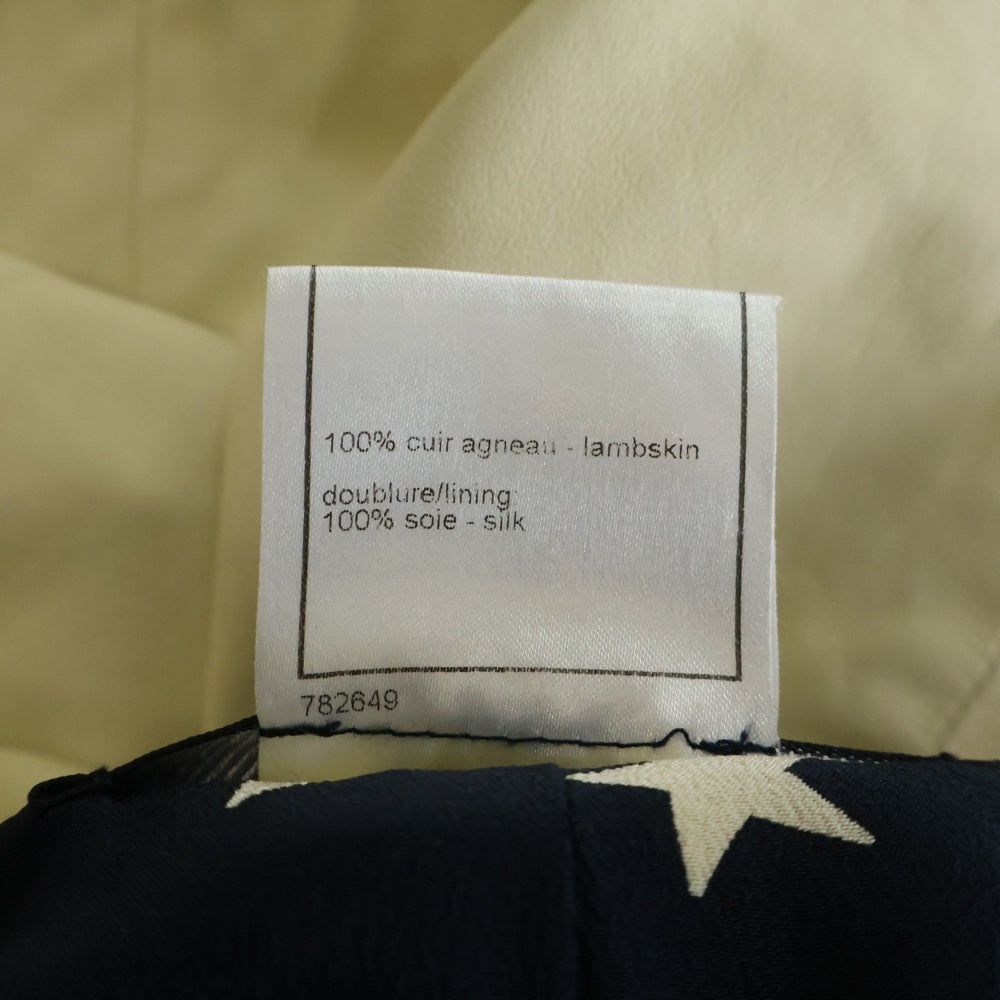 100% cuir agneau - lambskin
doublure/lining:
100% soie - silk
782649